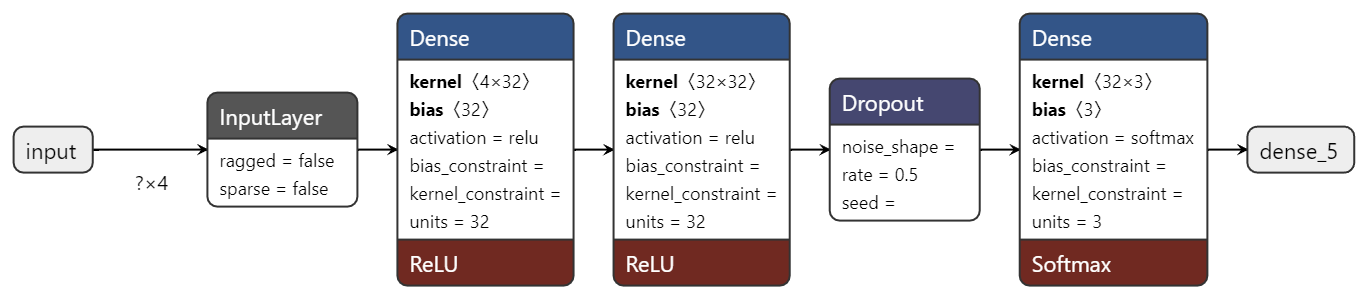 input
?×4
InputLayer
ragged = false
sparse = false
Dense
kernel〈4×32〉
bias〈32〉
activation = relu
bias_constraint =
kernel_constraint =
units = 32
ReLU
Dense
kernel〈32×32〉
bias〈32〉
activation = relu
bias_constraint =
kernel_constraint =
units = 32
ReLU
Dropout
noise_shape =
rate = 0.5
seed =
Dense
kernel〈32×3〉
bias〈3〉
activation = softmax
bias_constraint =
kernel_constraint =
units = 3
Softmax
dense_5